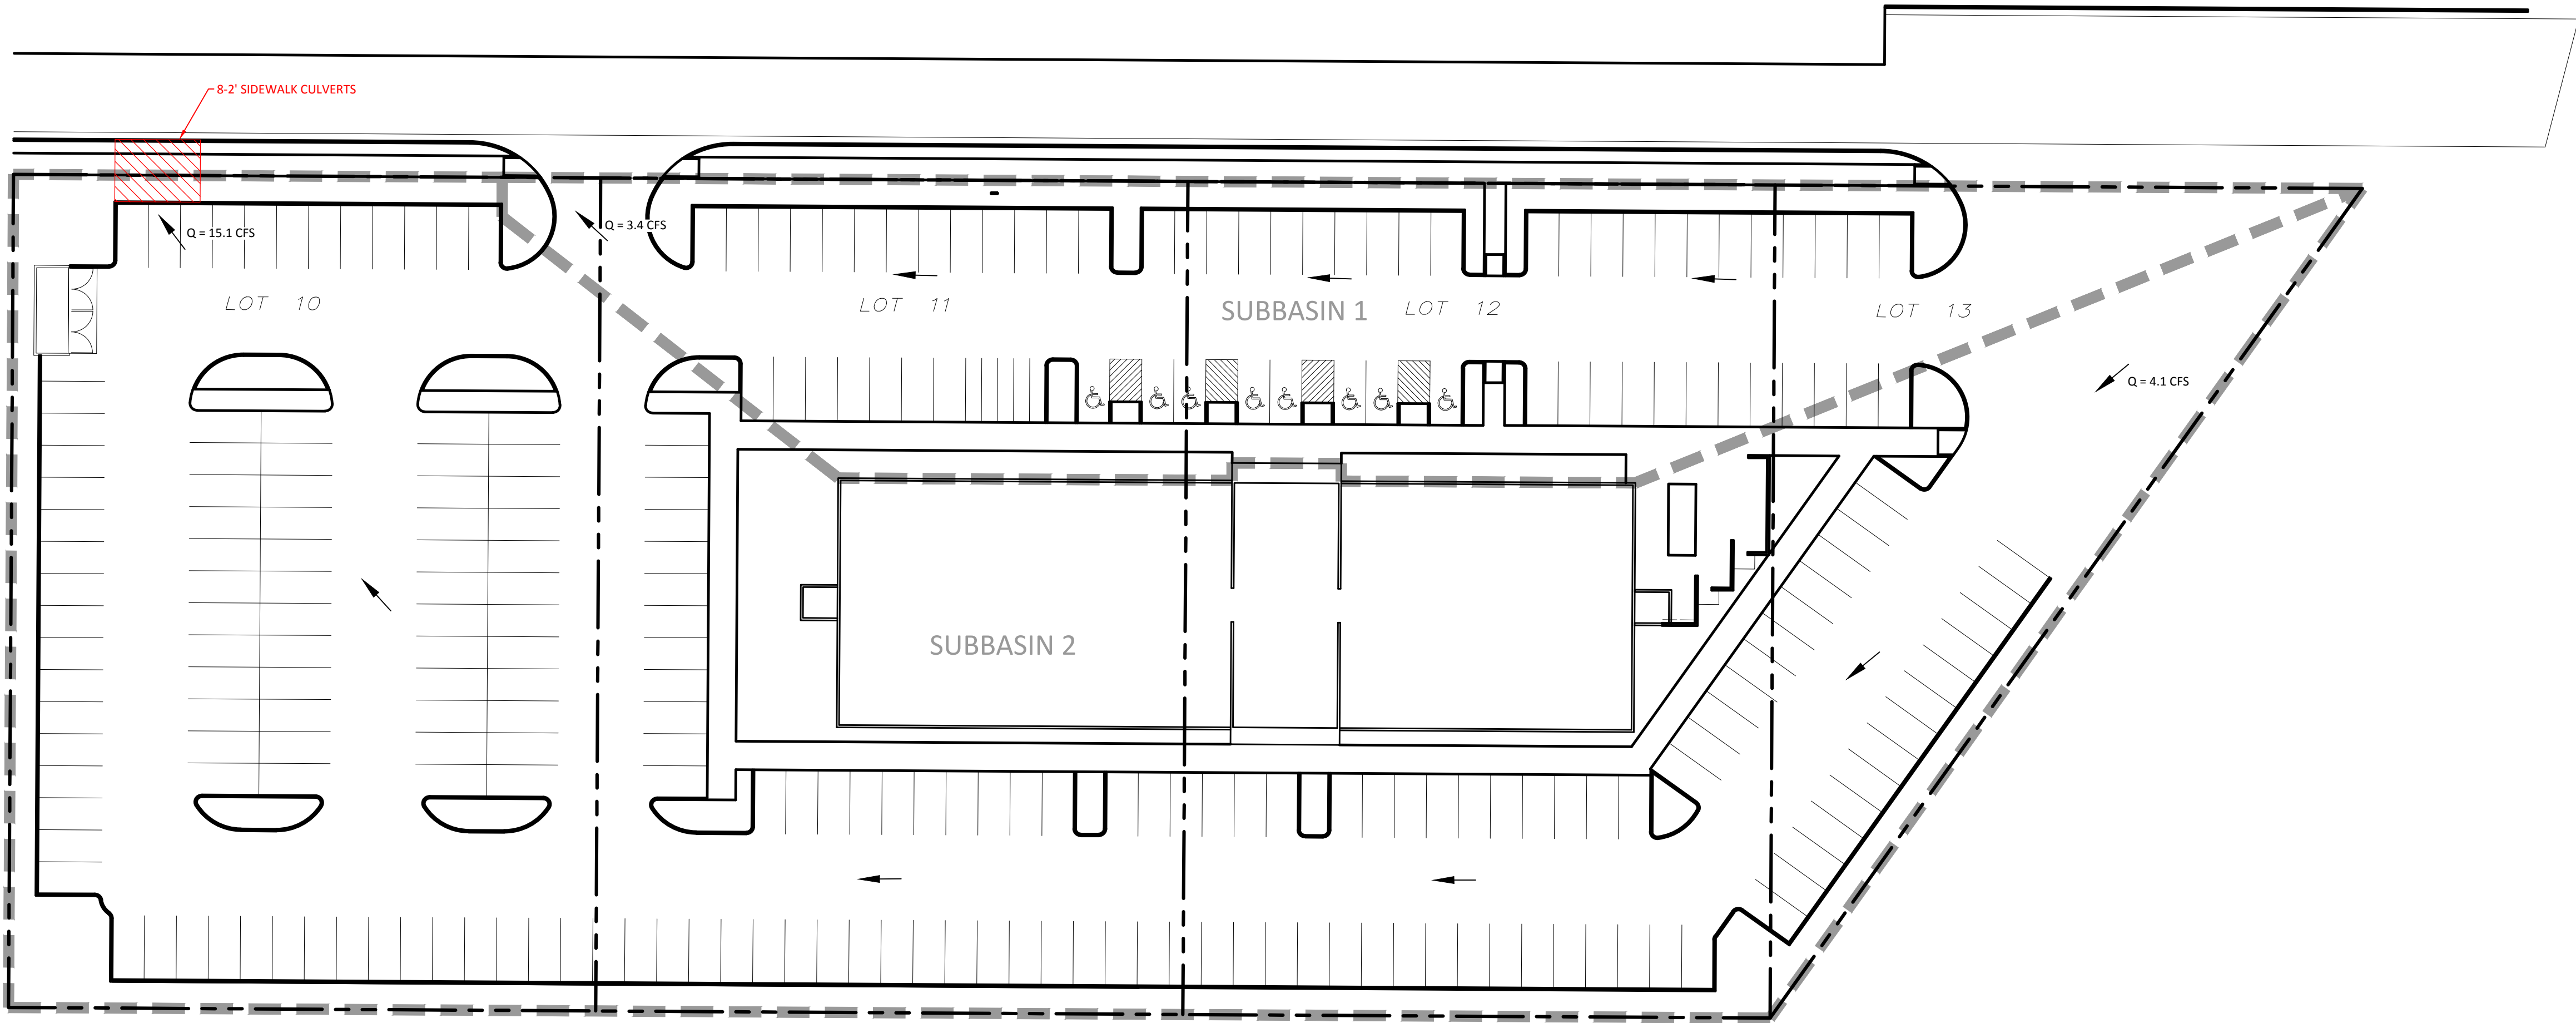 8-2' SIDEWALK CULVERTS
Q = 15.1 CFS
Q = 3.4 CFS
LOT 10
LOT 11
SUBBASIN 1
LOT 12
LOT 13
Q = 4.1 CFS
SUBBASIN 2